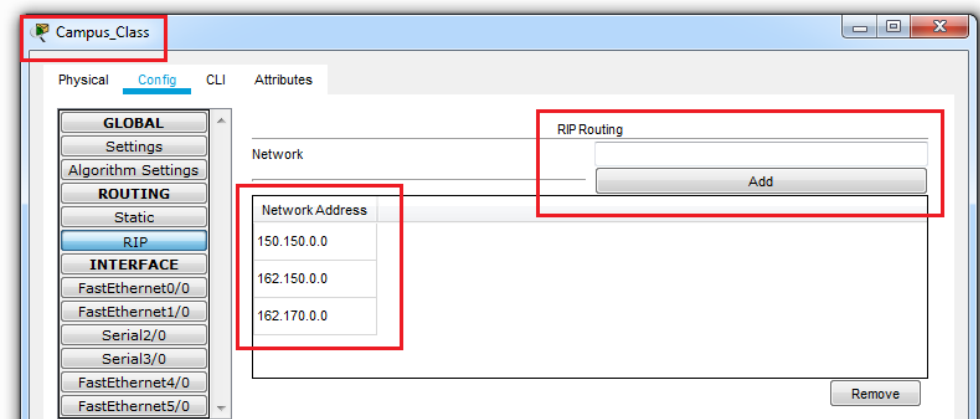 Campus_Class
Physical Config CLI Attributes
GLOBAL
Settings
Algorithm Settings
ROUTING
Static
RIP
INTERFACE
FastEthernet0/0
FastEthernet1/0
Serial2/0
Serial3/0
FastEthernet4/0
FastEthernet5/0
RIP Routing
Network
Add
Network Address
150.150.0.0
162.150.0.0
162.170.0.0
Remove